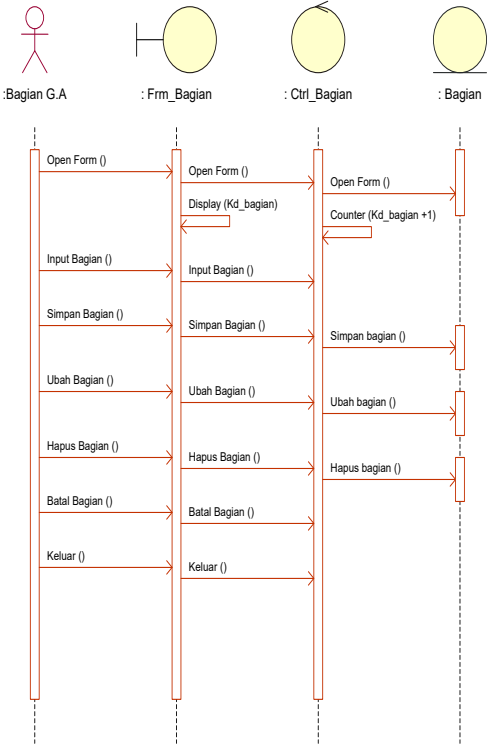 :Bagian G.A
: Frm_Bagian
: Ctrl_Bagian
: Bagian
Open Form ()
Open Form ()
Open Form ()
Display (Kd_bagian)
Counter (Kd_bagian +1)
Input Bagian ()
Input Bagian ()
Simpan Bagian ()
Simpan Bagian ()
Simpan bagian ()
Ubah Bagian ()
Ubah Bagian ()
Ubah bagian ()
Hapus Bagian ()
Hapus Bagian ()
Hapus bagian ()
Batal Bagian ()
Batal Bagian ()
Keluar ()
Keluar ()